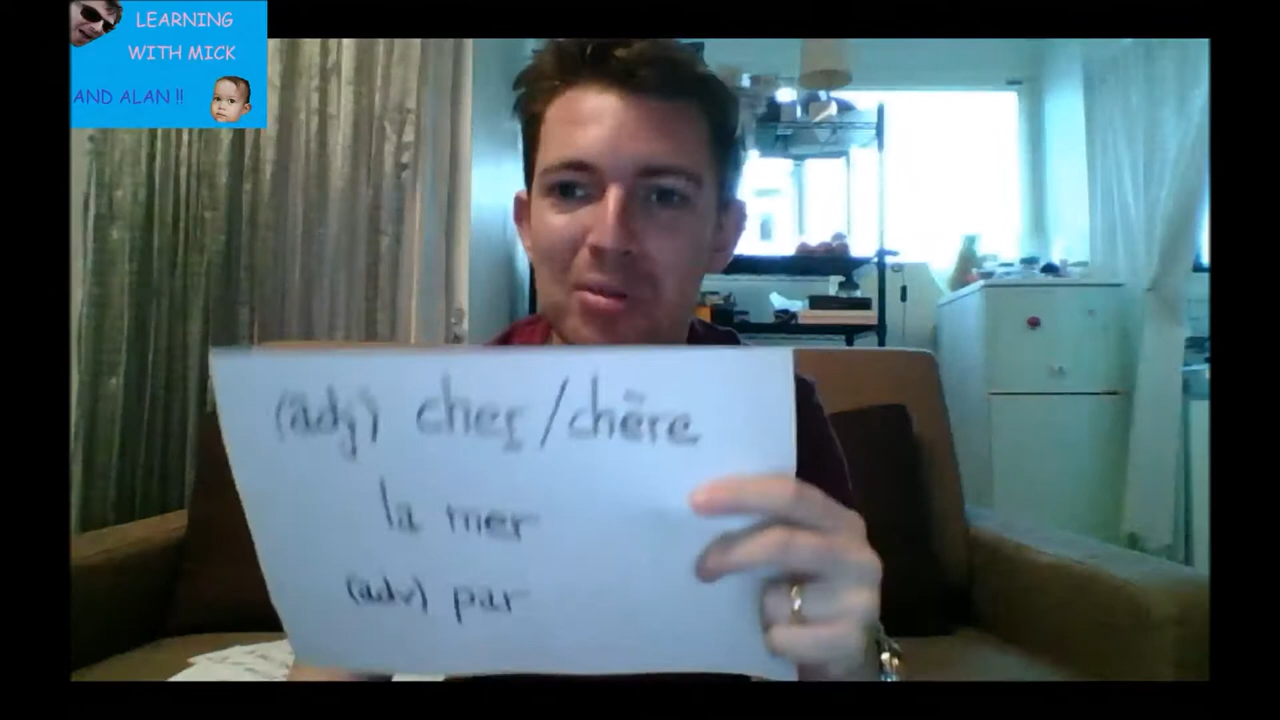 LEARNING
WITH MICK
AND ALAN !!
(adj) cher/chère
la mer
(adv) par